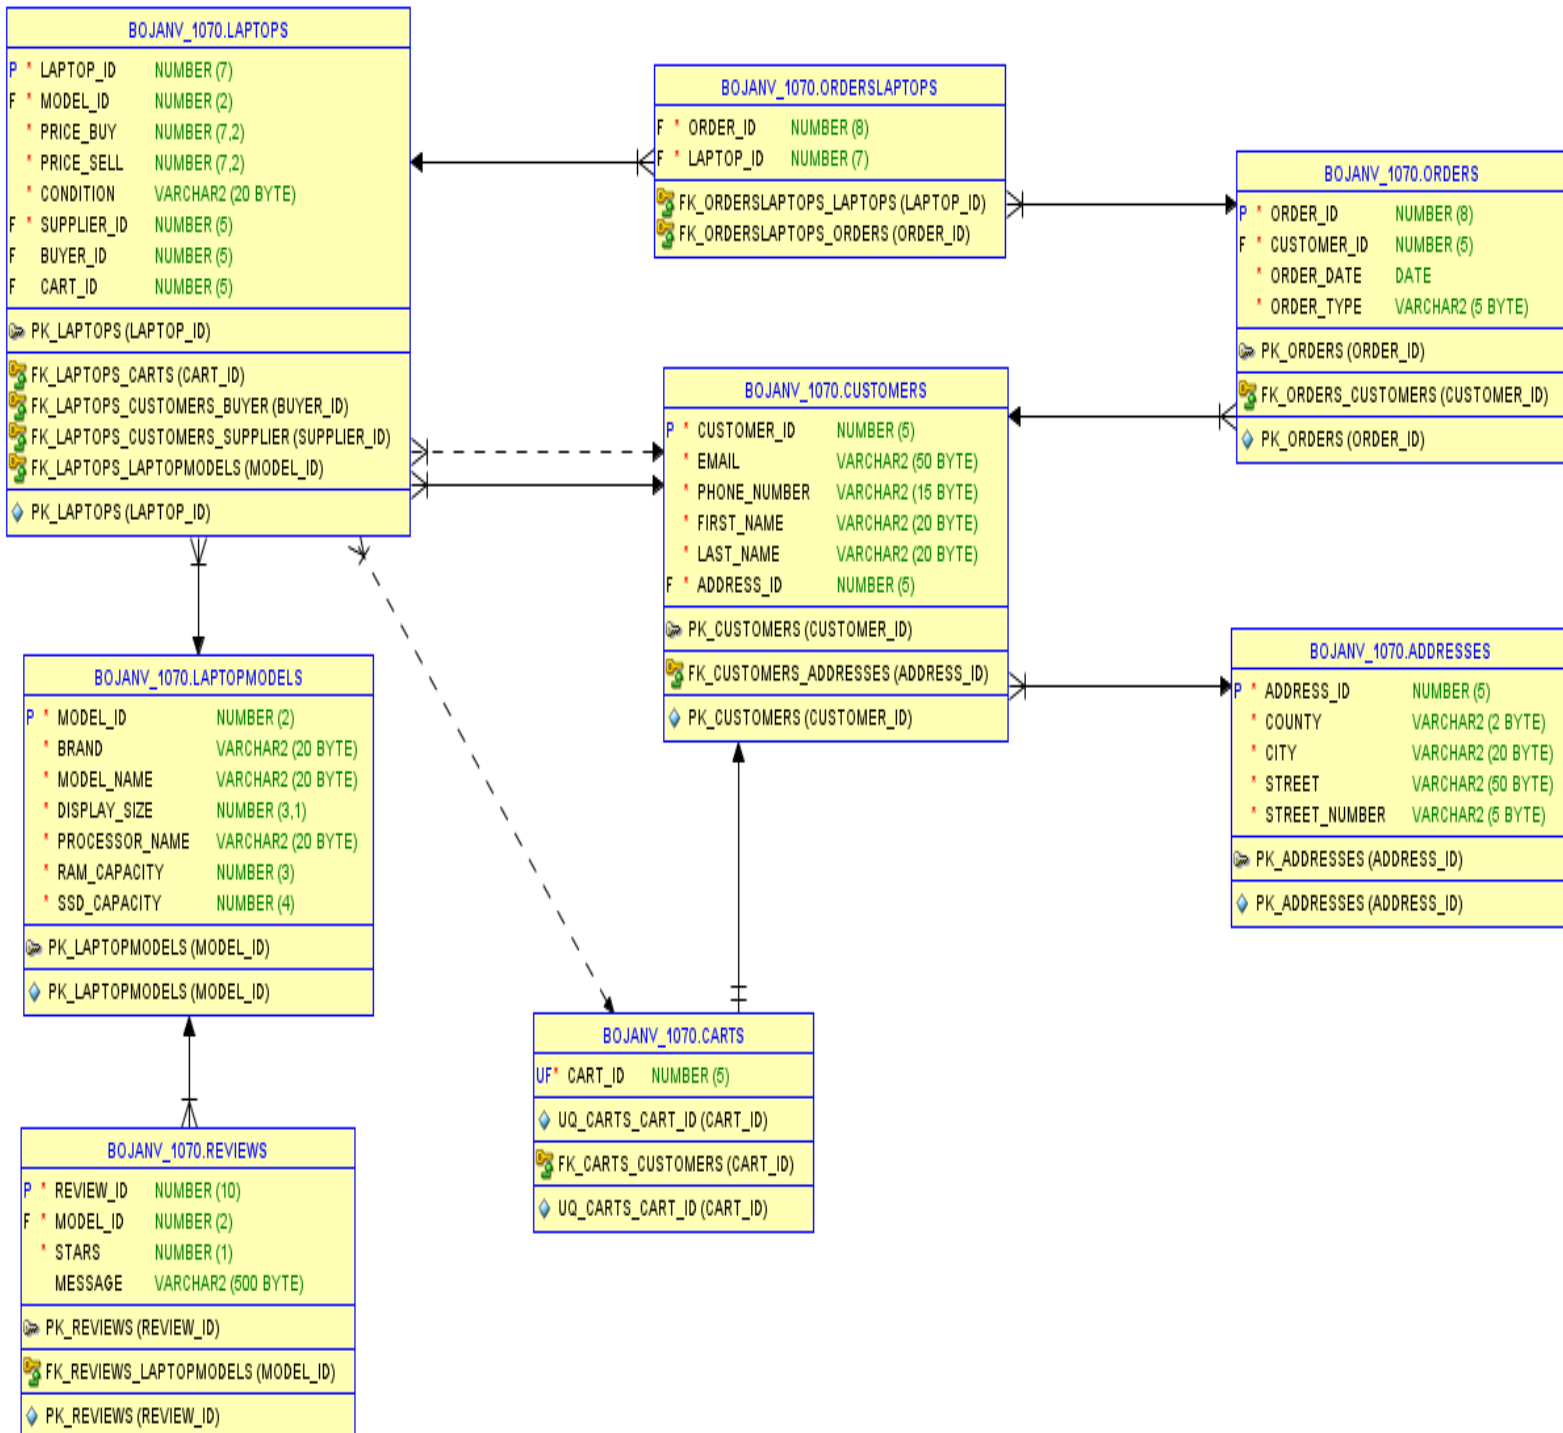 BOJANV_1070.LAPTOPS
P * LAPTOP_ID NUMBER (7)
F * MODEL_ID NUMBER (2)
* PRICE_BUY NUMBER (7,2)
* PRICE_SELL NUMBER (7,2)
* CONDITION VARCHAR2 (20 BYTE)
F * SUPPLIER_ID NUMBER (5)
F BUYER_ID NUMBER (5)
F CART_ID NUMBER (5)
PK_LAPTOPS (LAPTOP_ID)
FK_LAPTOPS_CARTS (CART_ID)
FK_LAPTOPS_CUSTOMERS_BUYER (BUYER_ID)
FK_LAPTOPS_CUSTOMERS_SUPPLIER (SUPPLIER_ID)
FK_LAPTOPS_LAPTOPMODELS (MODEL_ID)
PK_LAPTOPS (LAPTOP_ID)
BOJANV_1070.ORDERSLAPTOPS
F * ORDER_ID NUMBER (8)
F * LAPTOP_ID NUMBER (7)
FK_ORDERSLAPTOPS_LAPTOPS (LAPTOP_ID)
FK_ORDERSLAPTOPS_ORDERS (ORDER_ID)
BOJANV_1070.ORDERS
P * ORDER_ID NUMBER (8)
F * CUSTOMER_ID NUMBER (5)
* ORDER_DATE DATE
* ORDER_TYPE VARCHAR2 (5 BYTE)
PK_ORDERS (ORDER_ID)
FK_ORDERS_CUSTOMERS (CUSTOMER_ID)
PK_ORDERS (ORDER_ID)
BOJANV_1070.CUSTOMERS
P * CUSTOMER_ID NUMBER (5)
* EMAIL VARCHAR2 (50 BYTE)
* PHONE_NUMBER VARCHAR2 (15 BYTE)
* FIRST_NAME VARCHAR2 (20 BYTE)
* LAST_NAME VARCHAR2 (20 BYTE)
F * ADDRESS_ID NUMBER (5)
PK_CUSTOMERS (CUSTOMER_ID)
FK_CUSTOMERS_ADDRESSES (ADDRESS_ID)
PK_CUSTOMERS (CUSTOMER_ID)
BOJANV_1070.ADDRESSES
P * ADDRESS_ID NUMBER (5)
* COUNTY VARCHAR2 (2 BYTE)
* CITY VARCHAR2 (20 BYTE)
* STREET VARCHAR2 (50 BYTE)
* STREET_NUMBER VARCHAR2 (5 BYTE)
PK_ADDRESSES (ADDRESS_ID)
PK_ADDRESSES (ADDRESS_ID)
BOJANV_1070.LAPTOPMODELS
P * MODEL_ID NUMBER (2)
* BRAND VARCHAR2 (20 BYTE)
* MODEL_NAME VARCHAR2 (20 BYTE)
* DISPLAY_SIZE NUMBER (3,1)
* PROCESSOR_NAME VARCHAR2 (20 BYTE)
* RAM_CAPACITY NUMBER (3)
* SSD_CAPACITY NUMBER (4)
PK_LAPTOPMODELS (MODEL_ID)
PK_LAPTOPMODELS (MODEL_ID)
BOJANV_1070.CARTS
UF* CART_ID NUMBER (5)
UQ_CARTS_CART_ID (CART_ID)
FK_CARTS_CUSTOMERS (CART_ID)
UQ_CARTS_CART_ID (CART_ID)
BOJANV_1070.REVIEWS
P * REVIEW_ID NUMBER (10)
F * MODEL_ID NUMBER (2)
* STARS NUMBER (1)
MESSAGE VARCHAR2 (500 BYTE)
PK_REVIEWS (REVIEW_ID)
FK_REVIEWS_LAPTOPMODELS (MODEL_ID)
PK_REVIEWS (REVIEW_ID)